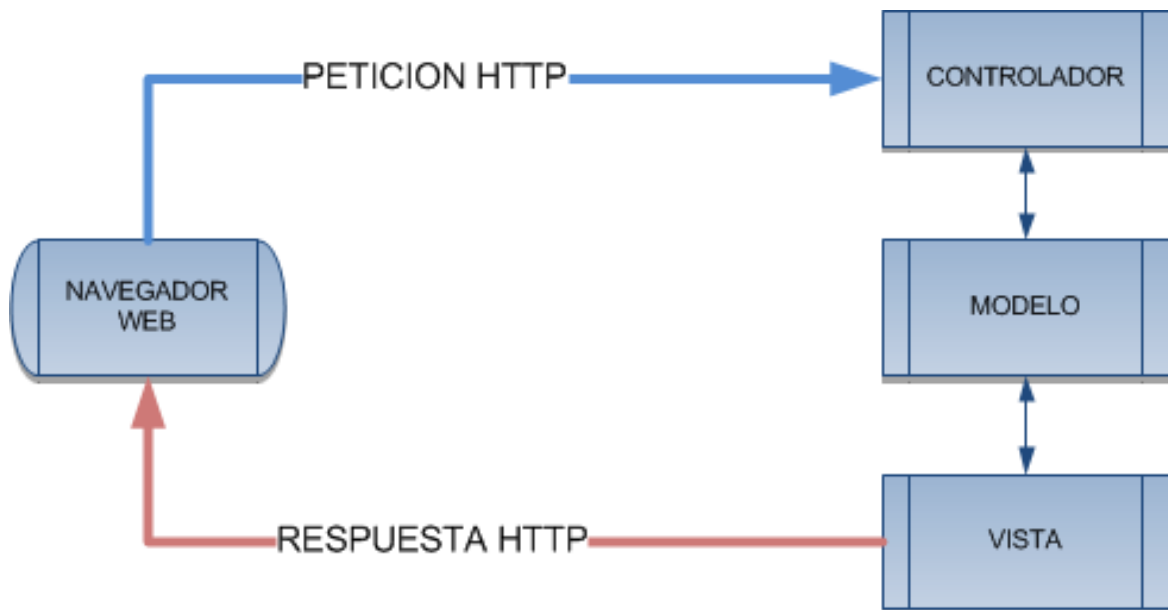 PETICION HTTP
CONTROLADOR
NAVEGADOR
WEB
MODELO
RESPUESTA HTTP
VISTA